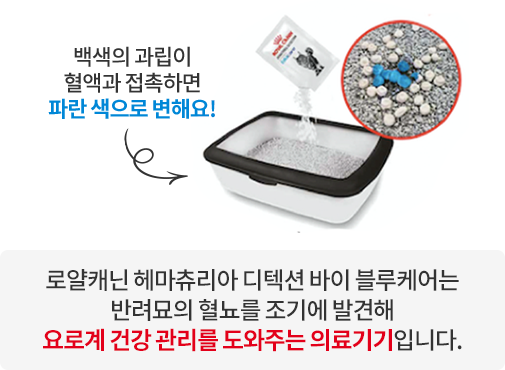 백색의 과립이
혈액과 접촉하면
파란 색으로 변해요!
ROYAL CANIN
로얄캐닌 헤마츄리아 디텍션 바이 블루케어는
반려묘의 혈뇨를 조기에 발견해
요로계 건강 관리를 도와주는 의료기기입니다.